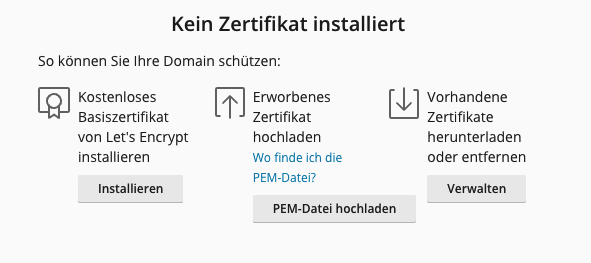 Kein Zertifikat installiert
So können Sie Ihre Domain schützen:
Kostenloses
Basiszertifikat
von Let's Encrypt
installieren
Installieren
Erworbenes
Zertifikat
hochladen
Wo finde ich die
PEM-Datei?
PEM-Datei hochladen
Vorhandene
Zertifikate
herunterladen
oder entfernen
Verwalten